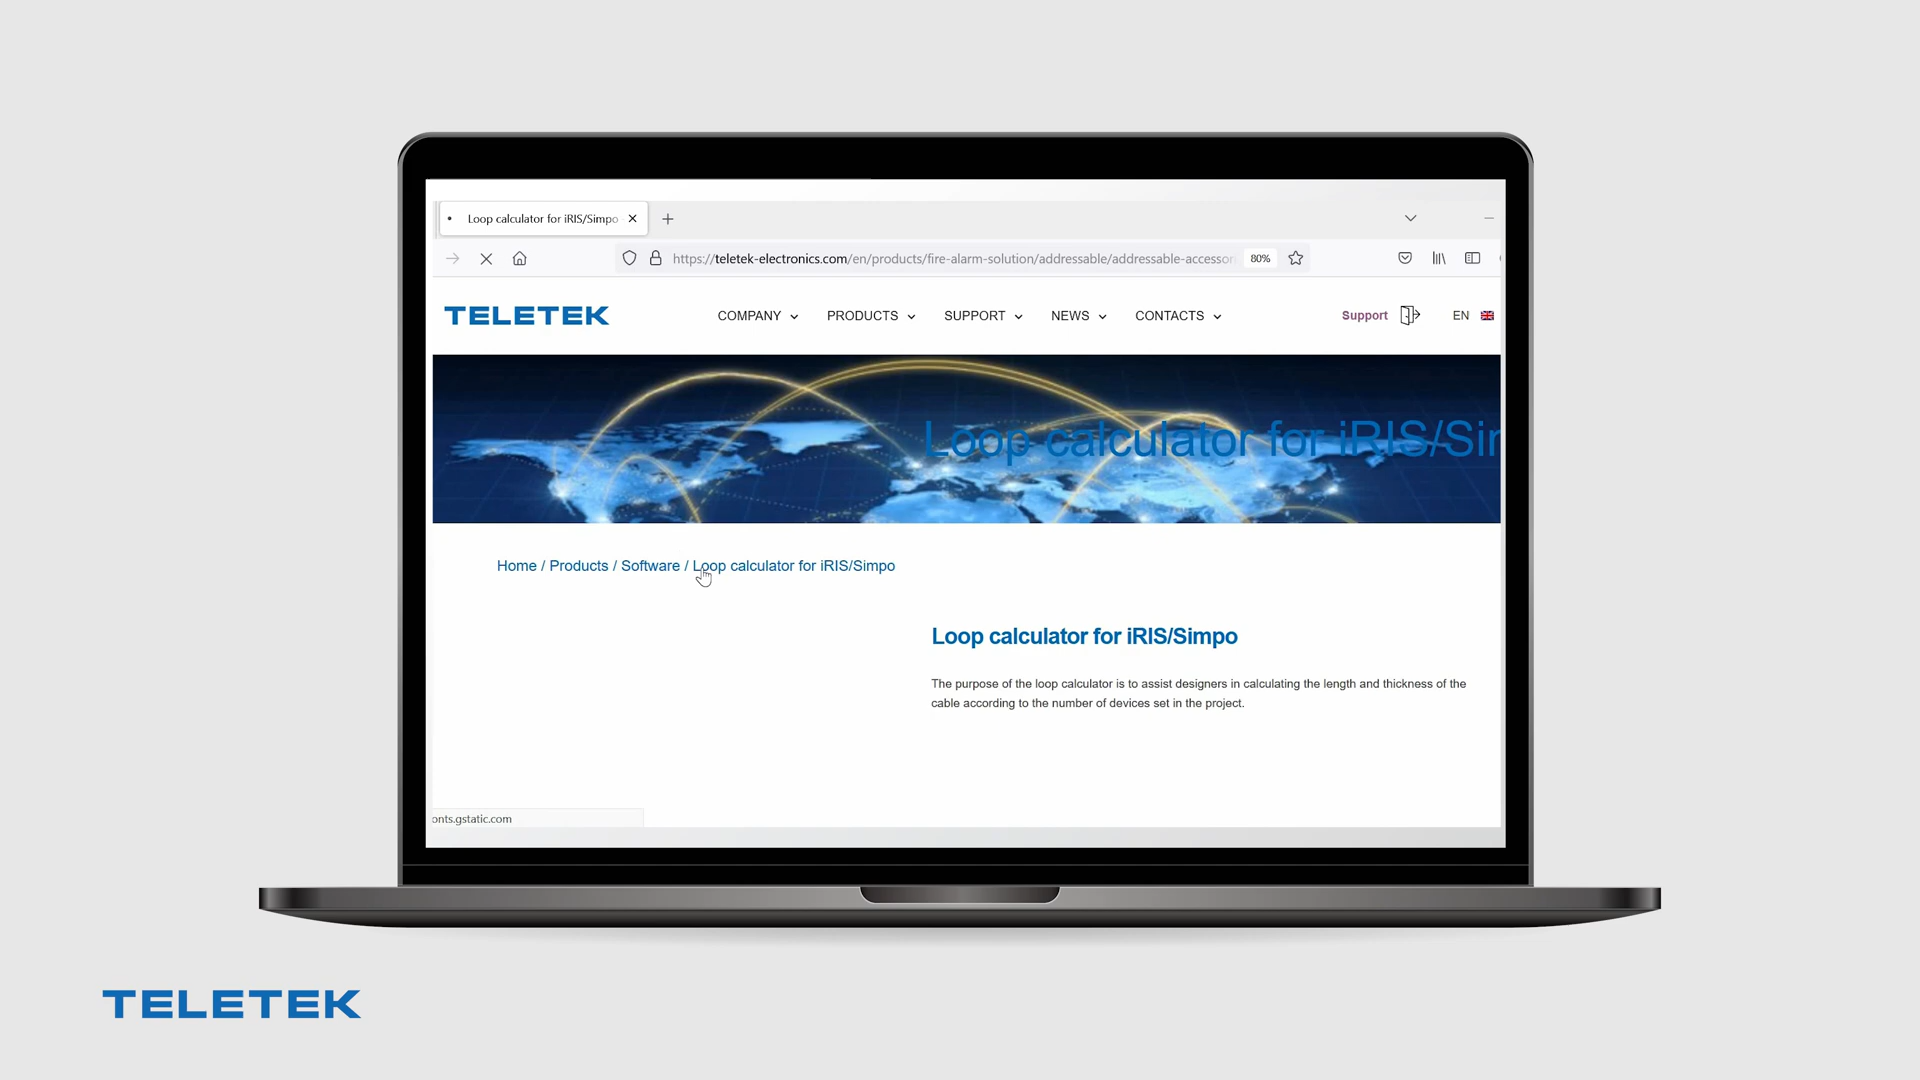 Loop calculator for iRIS/Simpo
https://teletek-electronics.com/en/products/fire-alarm-solution/addressable/addressable-accessor
80%
TELETEK
COMPANY
PRODUCTS
SUPPORT
NEWS
CONTACTS
Support
EN
Loop calculator for iRIS/Sim
Home / Products / Software / Loop calculator for iRIS/Simpo
Loop calculator for iRIS/Simpo
The purpose of the loop calculator is to assist designers in calculating the length and thickness of the
cable according to the number of devices set in the project.
onts.gstatic.com
TELETEK